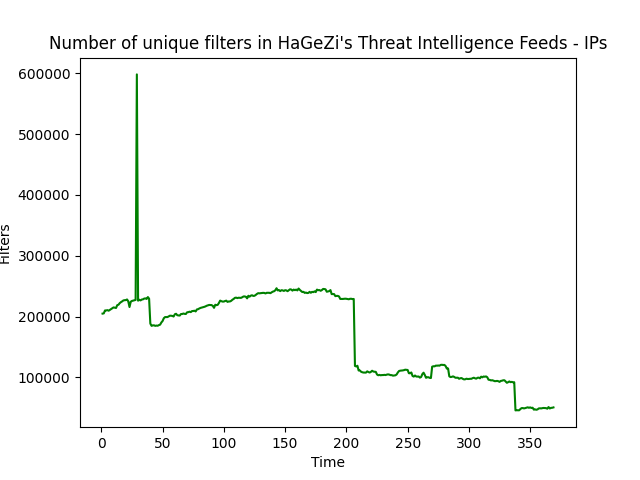 Number of unique filters in HaGeZi's Threat Intelligence Feeds - IPs
600000
500000
400000
300000
200000
100000
Filters
0 50 100 150 200 250 300 350
Time